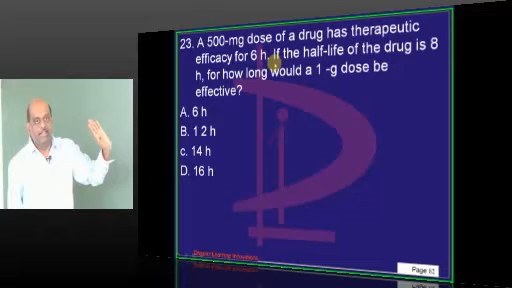 23. A 500-mg dose of a drug has therapeutic
efficacy for 6 h. If the half-life of the drug is 8
h, for how long would a 1 -g dose be
effective?
A. 6 h
B. 1 2 h
c. 14 h
D. 16 h
Page 80